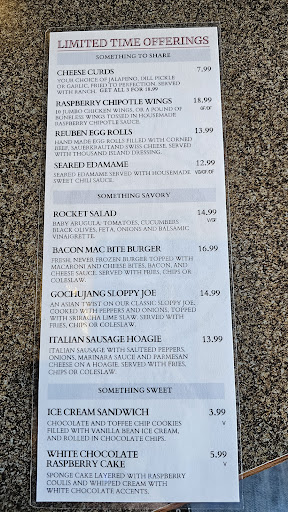 LIMITED TIME OFFERINGS
SOMETHING TO SHARE
CHEESE CURDS 7.99
YOUR CHOICE OF JALAPENO, DILL PICKLE
OR GARLIC, FRIED TO PERFECTION, SERVED
WITH RANCH. GET ALL 3 FOR 18.99
RASPBERRY CHIPOTLE WINGS 18.99
10 JUMBO CHICKEN WINGS, OR A POUND OF GF/DF
BONELESS WINGS TOSSED IN HOUSEMADE
RASPBERRY CHIPOTLE SAUCE
REUBEN EGG ROLLS 13.99
HAND MADE EGG ROLLS FILLED WITH CORNED
BEEF, SAUERKRAUT AND SWISS CHEESE, SERVED
WITH THOUSAND ISLAND DRESSING.
SEARED EDAMAME 12.99
SEARED EDAMAME SERVED WITH HOUSEMADE VG/GF/DF
SWEET CHILI SAUCE.
SOMETHING SAVORY
ROCKET SALAD 14.99
BABY ARUGULA, TOMATOES, CUCUMBERS V/GF
BLACK OLIVES, FETA, ONIONS AND BALSAMIC
VINAIGRETTE.
BACON MAC BITE BURGER 16.99
FRESH, NEVER FROZEN BURGER TOPPED WITH
MACARONI AND CHEESE BITES, BACON, AND
CHEESE SAUCE. SERVED WITH FRIES, CHIPS OR
COLESLAW.
GOCHUJANG SLOPPY JOE 14.99
AN ASIAN TWIST ON OUR CLASSIC SLOPPY JOE,
COOKED WITH PEPPERS AND ONIONS, TOPPED
WITH SRIRACHA LIME SLAW. SERVED WITH
FRIES, CHIPS OR COLESLAW.
ITALIAN SAUSAGE HOAGIE 13.99
ITALIAN SAUSAGE WITH SAUTEED PEPPERS,
ONIONS, MARINARA SAUCE AND PARMESAN
CHEESE ON A HOAGIE. SERVED WITH FRIES,
CHIPS OR COLESLAW.
SOMETHING SWEET
ICE CREAM SANDWICH 3.99
CHOCOLATE AND TOFFEE CHIP COOKIES V
FILLED WITH VANILLA BEAN ICE CREAM,
AND ROLLED IN CHOCOLATE CHIPS.
WHITE CHOCOLATE 5.99
RASPBERRY CAKE V
SPONGE CAKE LAYERED WITH RASPBERRY
COULIS AND WHIPPED CREAM WITH
WHITE CHOCOLATE ACCENTS.